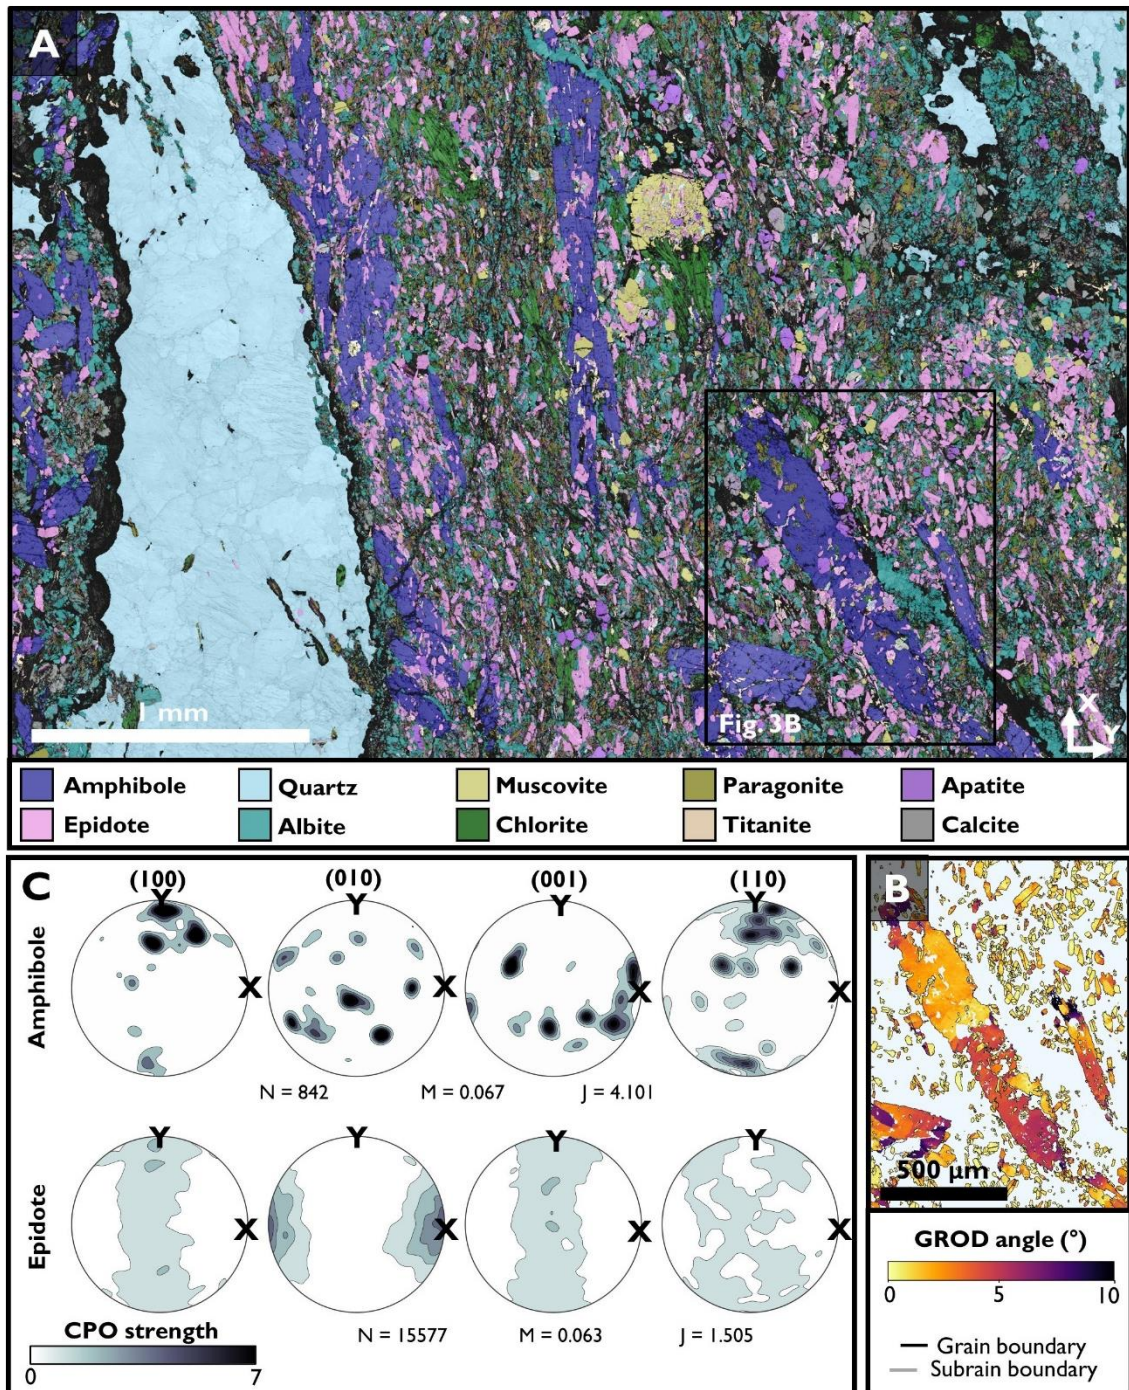 A
1 mm
Fig. 3B
X
Y
Amphibole Quartz Muscovite Paragonite Apatite
Epidote Albite Chlorite Titanite Calcite
C (100) (010) (001) (110)
Y Y Y Y
Amphibole
X X X X
N = 842 M = 0.067 J = 4.101
Y Y Y Y
Epidote
X X X X
N = 15577 M = 0.063 J = 1.505
CPO strength
0 7
B
500 µm
GROD angle (°)
0 5 10
Grain boundary
Subrain boundary